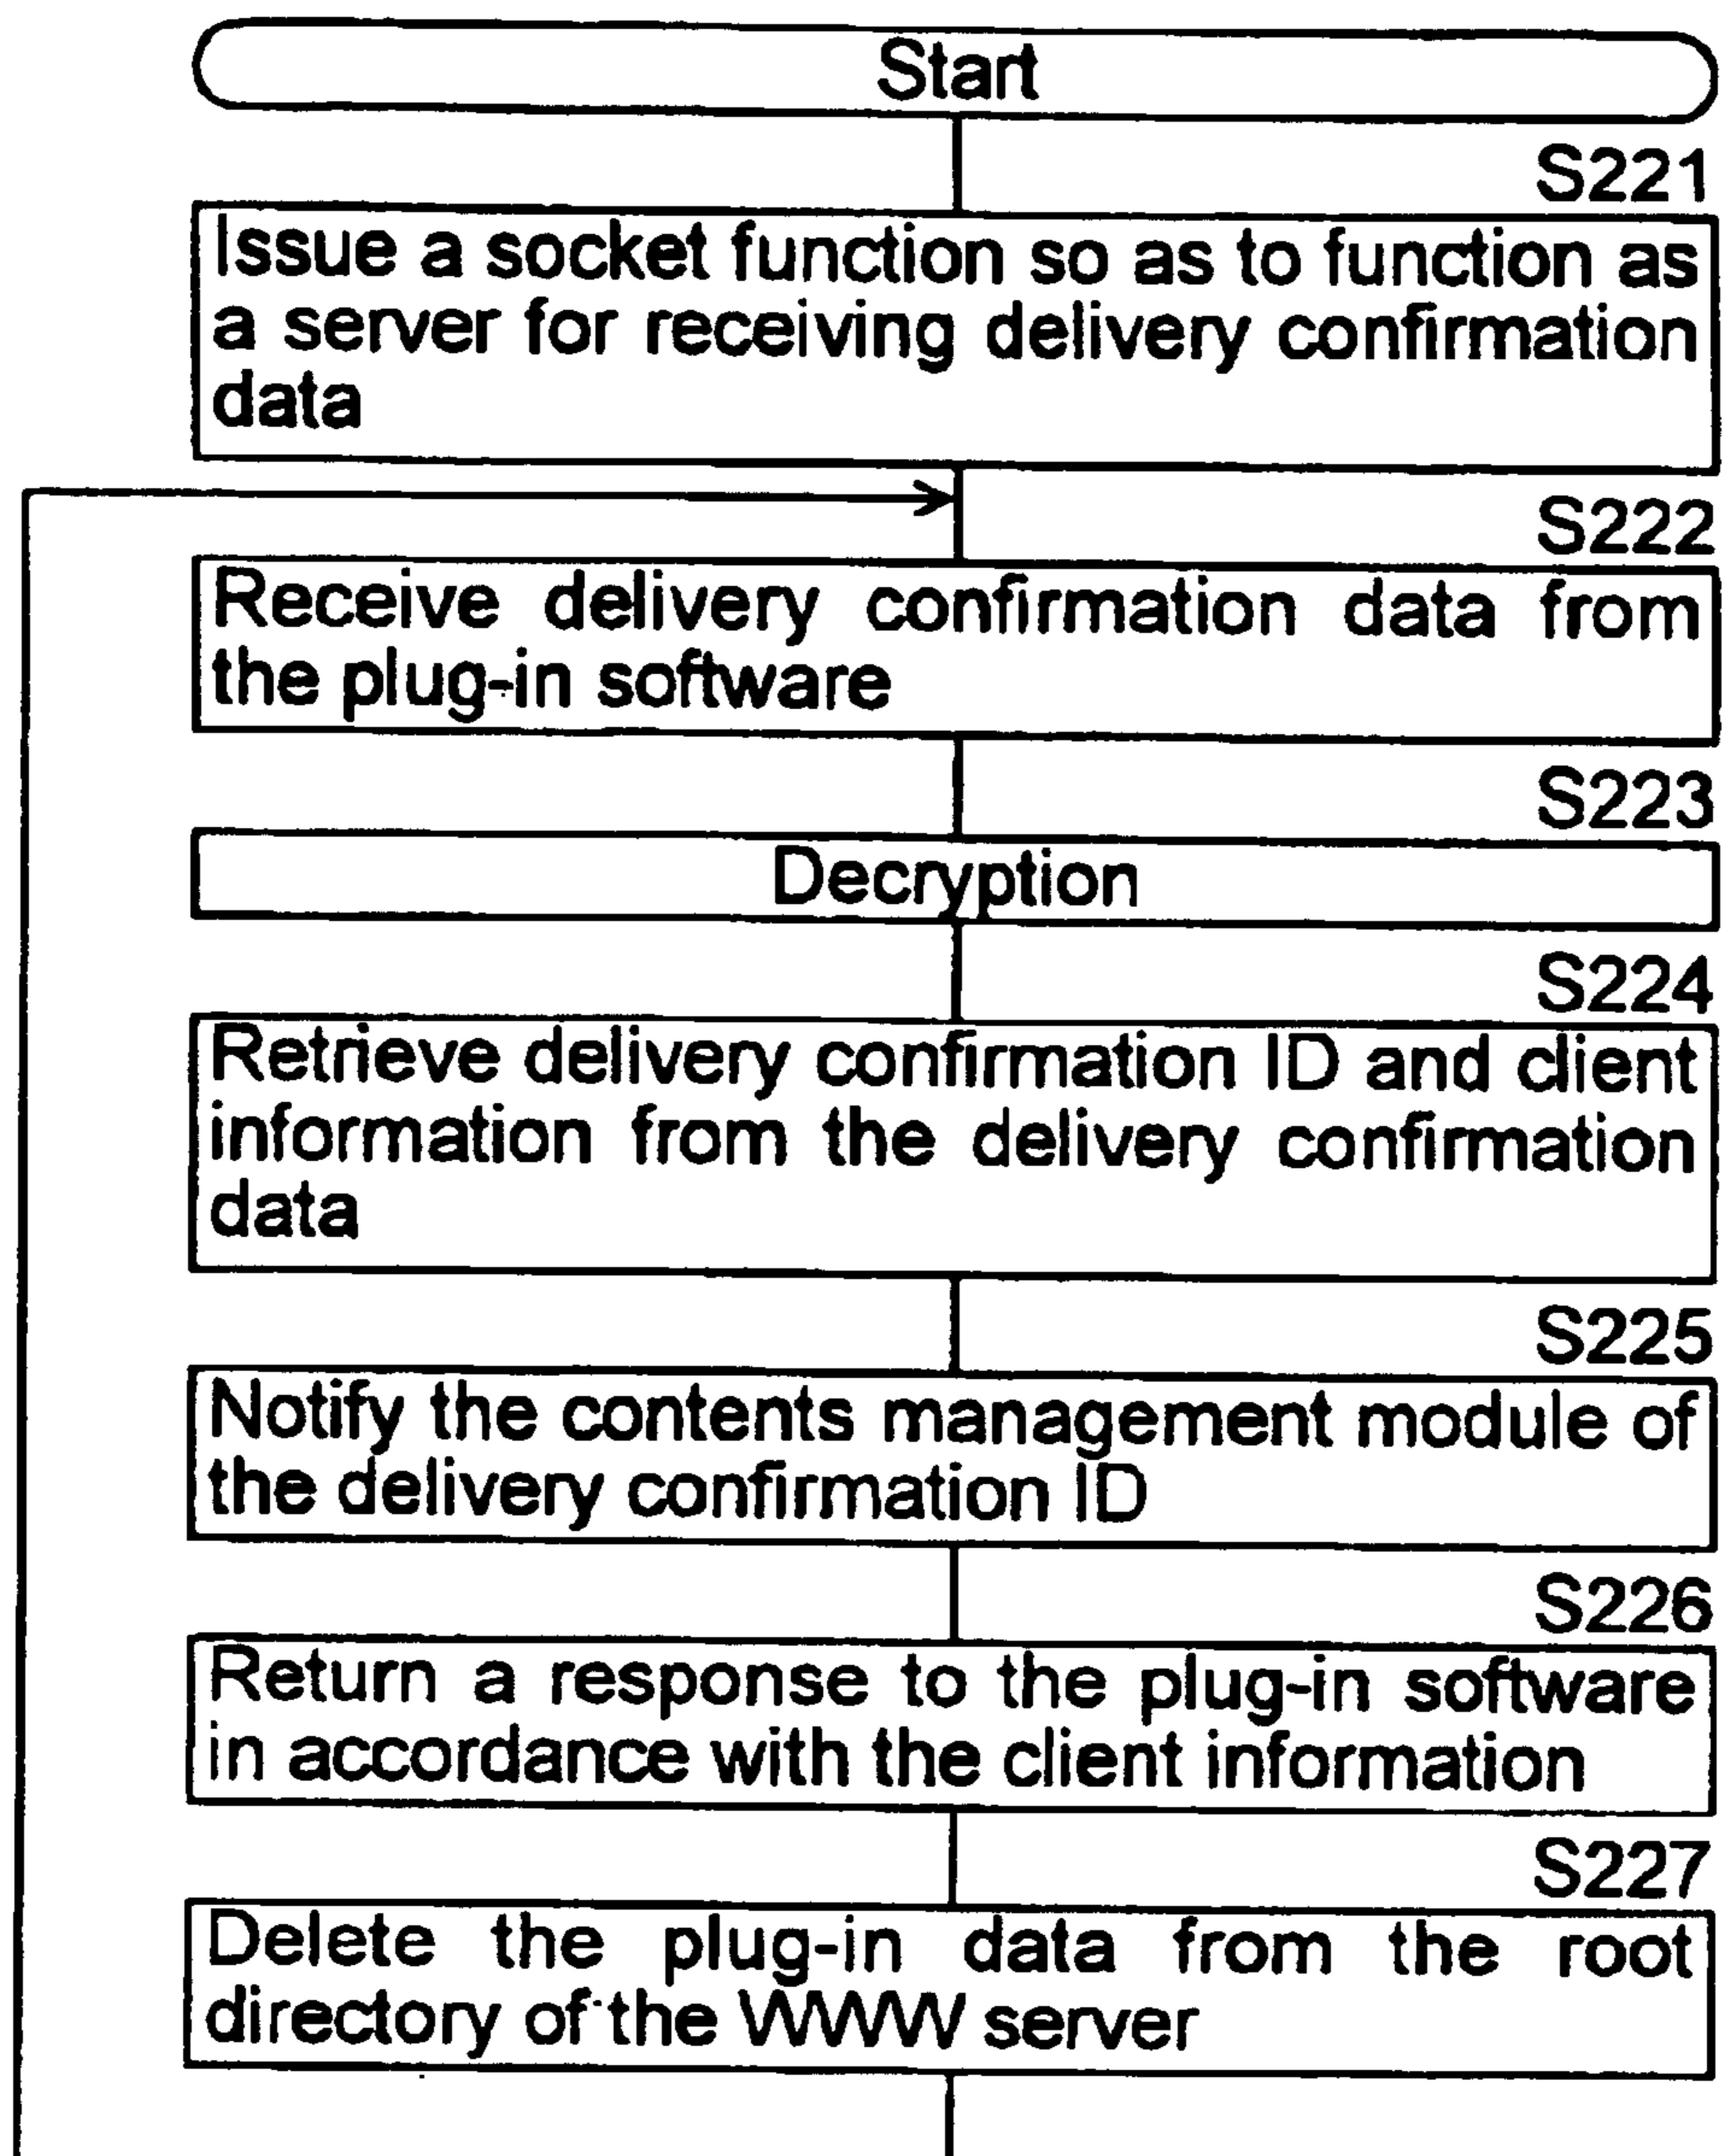 Start
S221
Issue a socket function so as to function as
a server for receiving delivery confirmation
data
S222
Receive delivery confirmation data from
the plug-in software
S223
Decryption
S224
Retrieve delivery confirmation ID and client
information from the delivery confirmation
data
S225
Notify the contents management module of
the delivery confirmation ID
S226
Return a response to the plug-in software
in accordance with the client information
S227
Delete the plug-in data from the root
directory of the WWW server